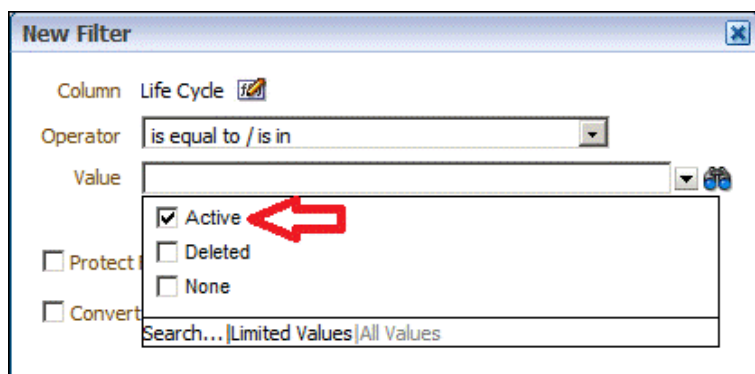 New Filter
Column Life Cycle
Operator is equal to / is in
Value
Active
Deleted
Protect
None
Convert
Search...|Limited Values|All Values